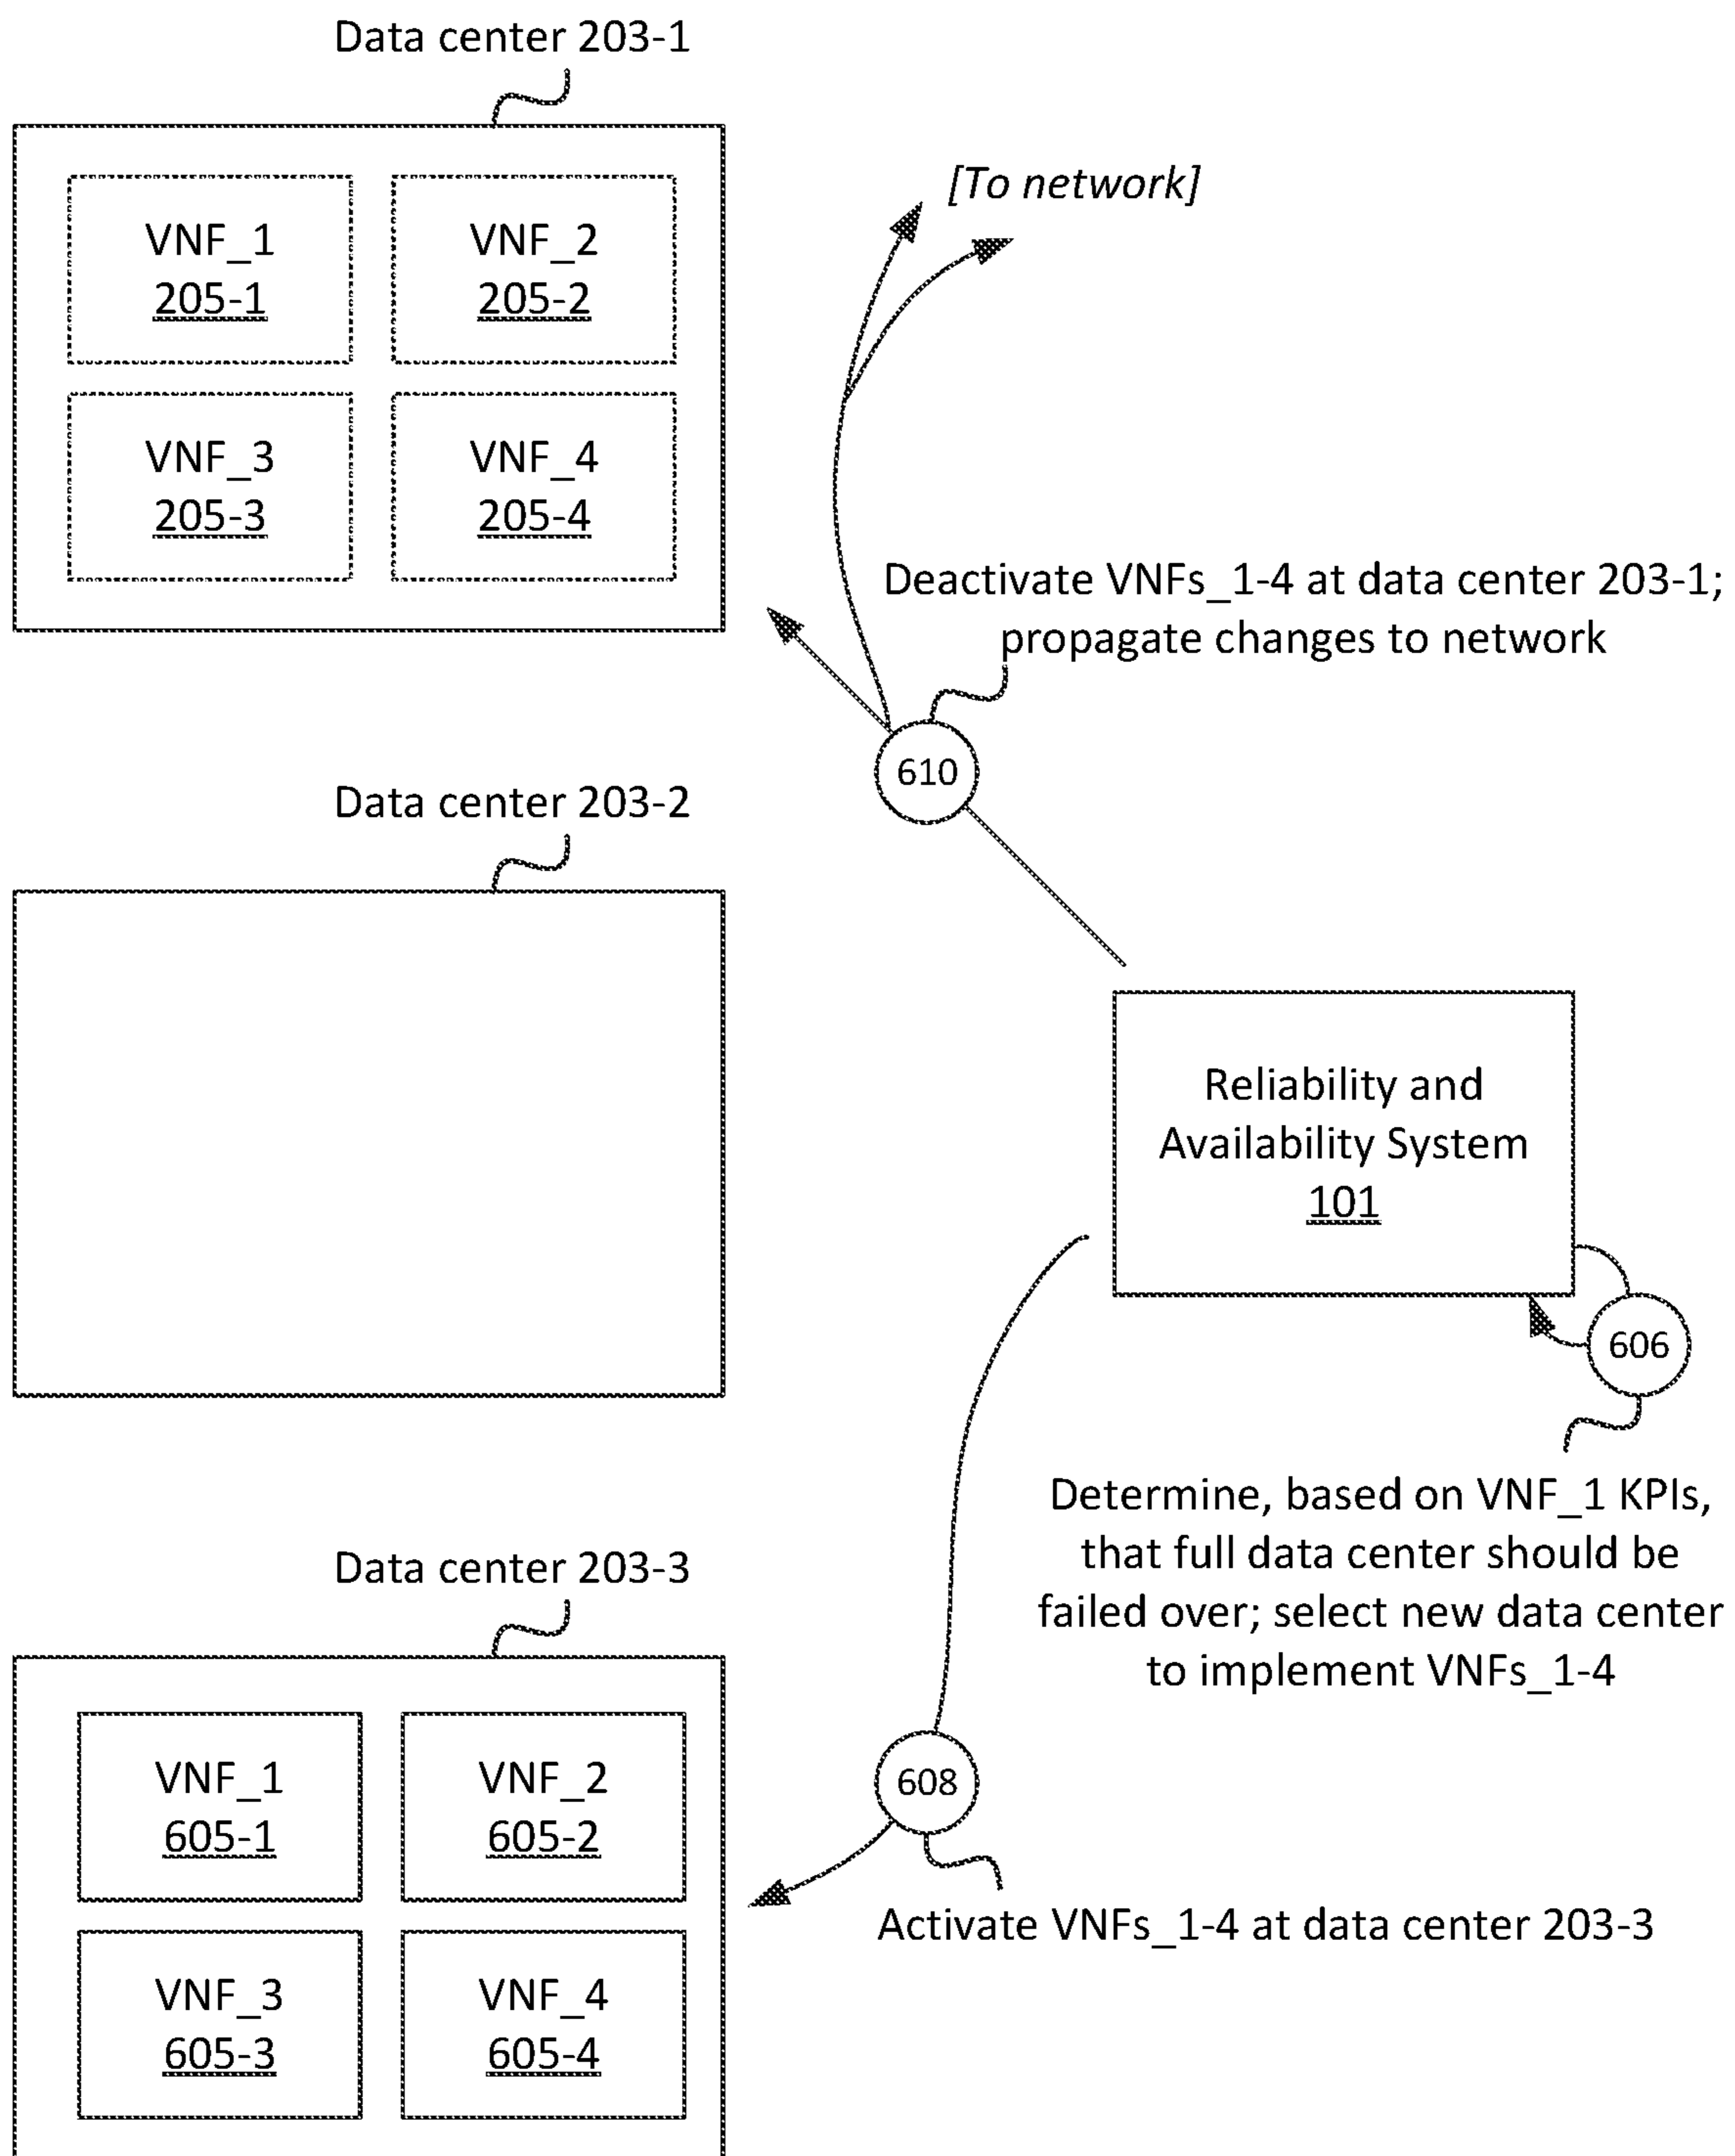 Data center 203-1
VNF_1
205-1
VNF_2
205-2
VNF_3
205-3
VNF_4
205-4
[To network]
Deactivate VNFs_1-4 at data center 203-1;
propagate changes to network
610
Data center 203-2
Reliability and
Availability System
101
606
Determine, based on VNF_1 KPIs,
that full data center should be
failed over; select new data center
to implement VNFs_1-4
Data center 203-3
VNF_1
605-1
VNF_2
605-2
VNF_3
605-3
VNF_4
605-4
608
Activate VNFs_1-4 at data center 203-3